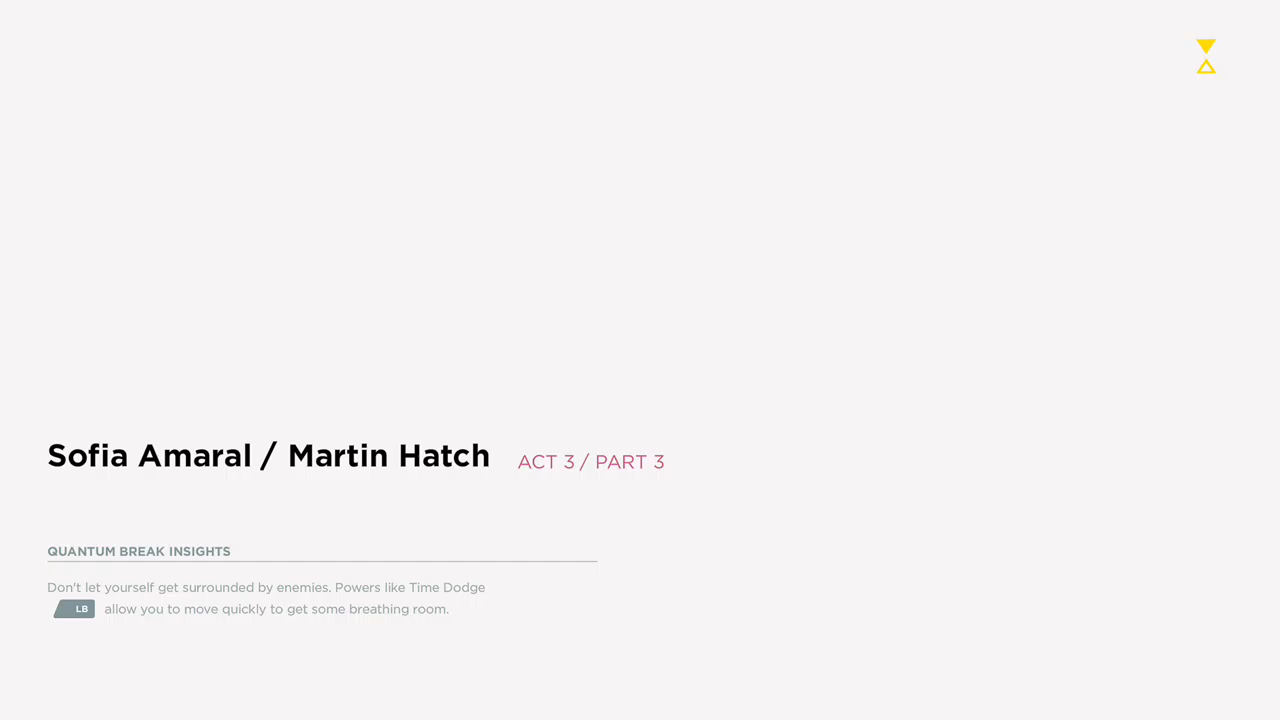 Sofia Amaral / Martin Hatch ACT 3 / PART 3
QUANTUM BREAK INSIGHTS
Don't let yourself get surrounded by enemies. Powers like Time Dodge
LB allow you to move quickly to get some breathing room.